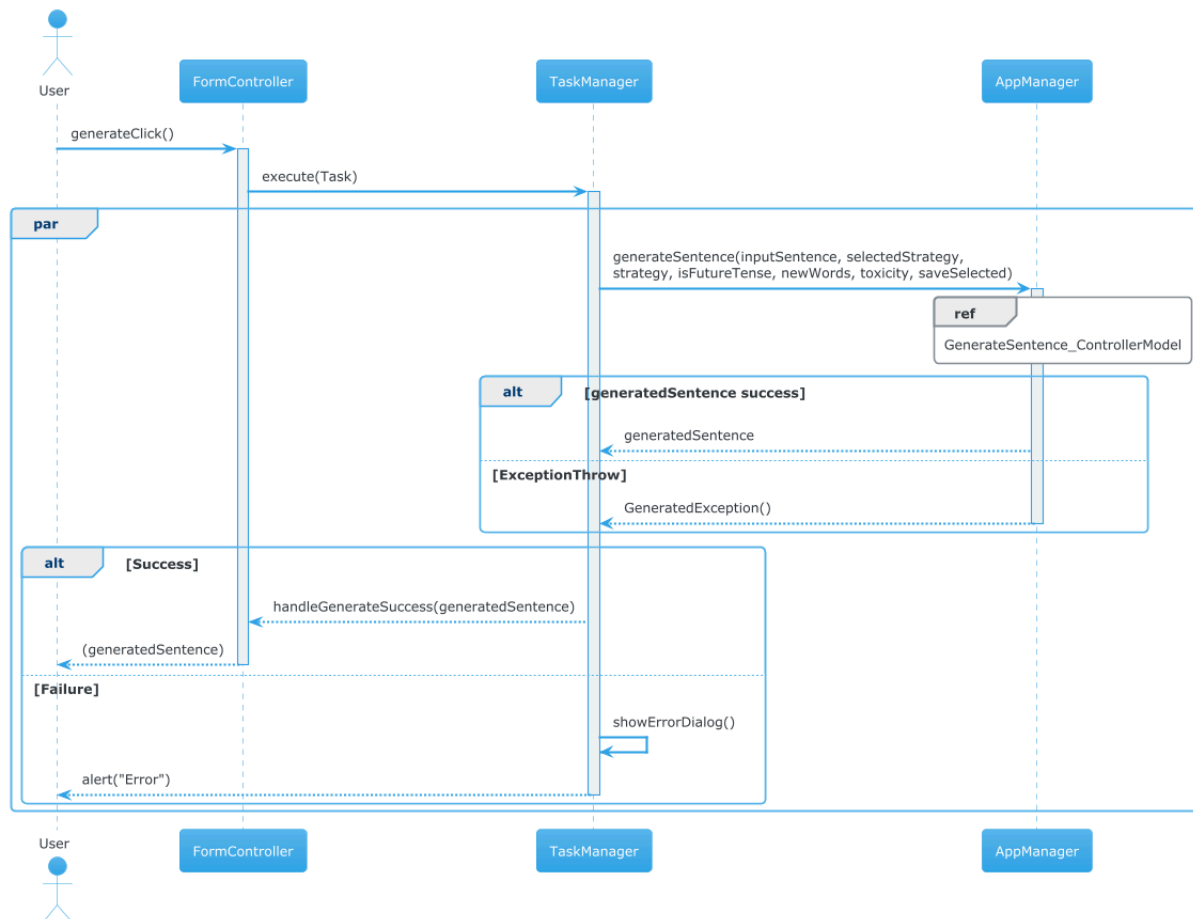 User
FormController
TaskManager
AppManager
generateClick()
execute(Task)
par
generateSentence(inputSentence, selectedStrategy,
strategy, isFutureTense, newWords, toxicity, saveSelected)
ref
GenerateSentence_ControllerModel
alt
[generatedSentence success]
generatedSentence
[ExceptionThrow]
GeneratedException()
alt
[Success]
handleGenerateSuccess(generatedSentence)
(generatedSentence)
[Failure]
showErrorDialog()
alert("Error")
User
FormController
TaskManager
AppManager